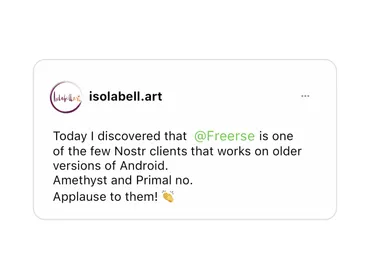 isolabell.art
Today I discovered that @Freerse is one
of the few Nostr clients that works on older
versions of Android.
Amethyst and Primal no.
Applause to them! 👏